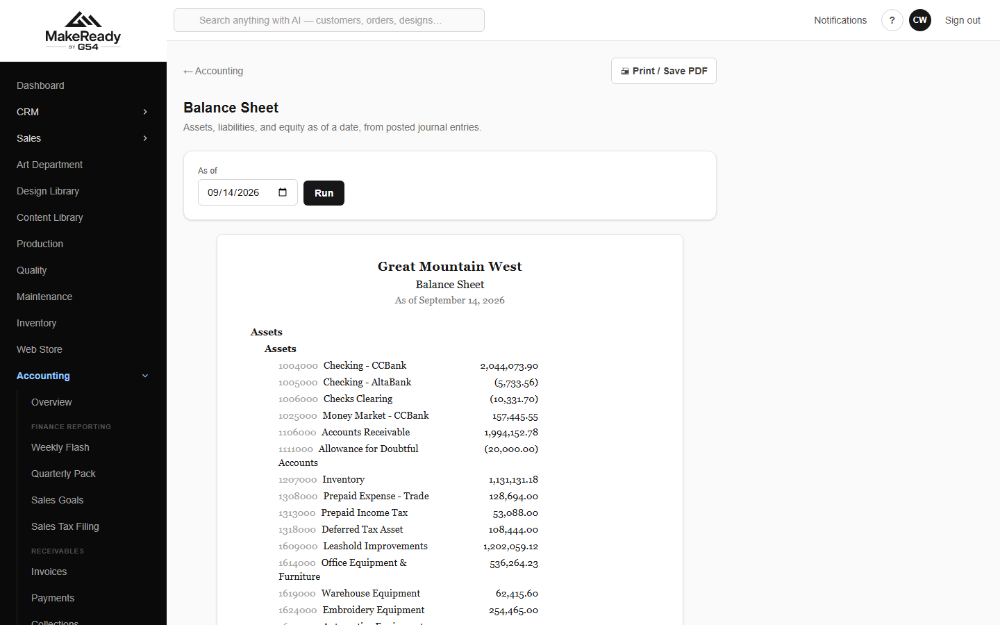 MakeReady
BY G54
Search anything with AI — customers, orders, designs…
Notifications
?
CW
Sign out
Dashboard
CRM
Sales
Art Department
Design Library
Content Library
Production
Quality
Maintenance
Inventory
Web Store
Accounting
Overview
FINANCE REPORTING
Weekly Flash
Quarterly Pack
Sales Goals
Sales Tax Filing
RECEIVABLES
Invoices
Payments
Collections
← Accounting
Print / Save PDF
Balance Sheet
Assets, liabilities, and equity as of a date, from posted journal entries.
As of
09/14/2026
Run
Great Mountain West
Balance Sheet
As of September 14, 2026
Assets
Assets
1004000 Checking - CCBank 2,044,073.90
1005000 Checking - AltaBank (5,733.56)
1006000 Checks Clearing (10,331.70)
1025000 Money Market - CCBank 157,445.55
1106000 Accounts Receivable 1,994,152.78
1111000 Allowance for Doubtful (20,000.00)
Accounts
1207000 Inventory 1,131,131.18
1308000 Prepaid Expense - Trade 128,694.00
1313000 Prepaid Income Tax 53,088.00
1318000 Deferred Tax Asset 108,444.00
1609000 Leashold Improvements 1,202,059.12
1614000 Office Equipment & 536,264.23
Furniture
1619000 Warehouse Equipment 62,415.60
1624000 Embroidery Equipment 254,465.00